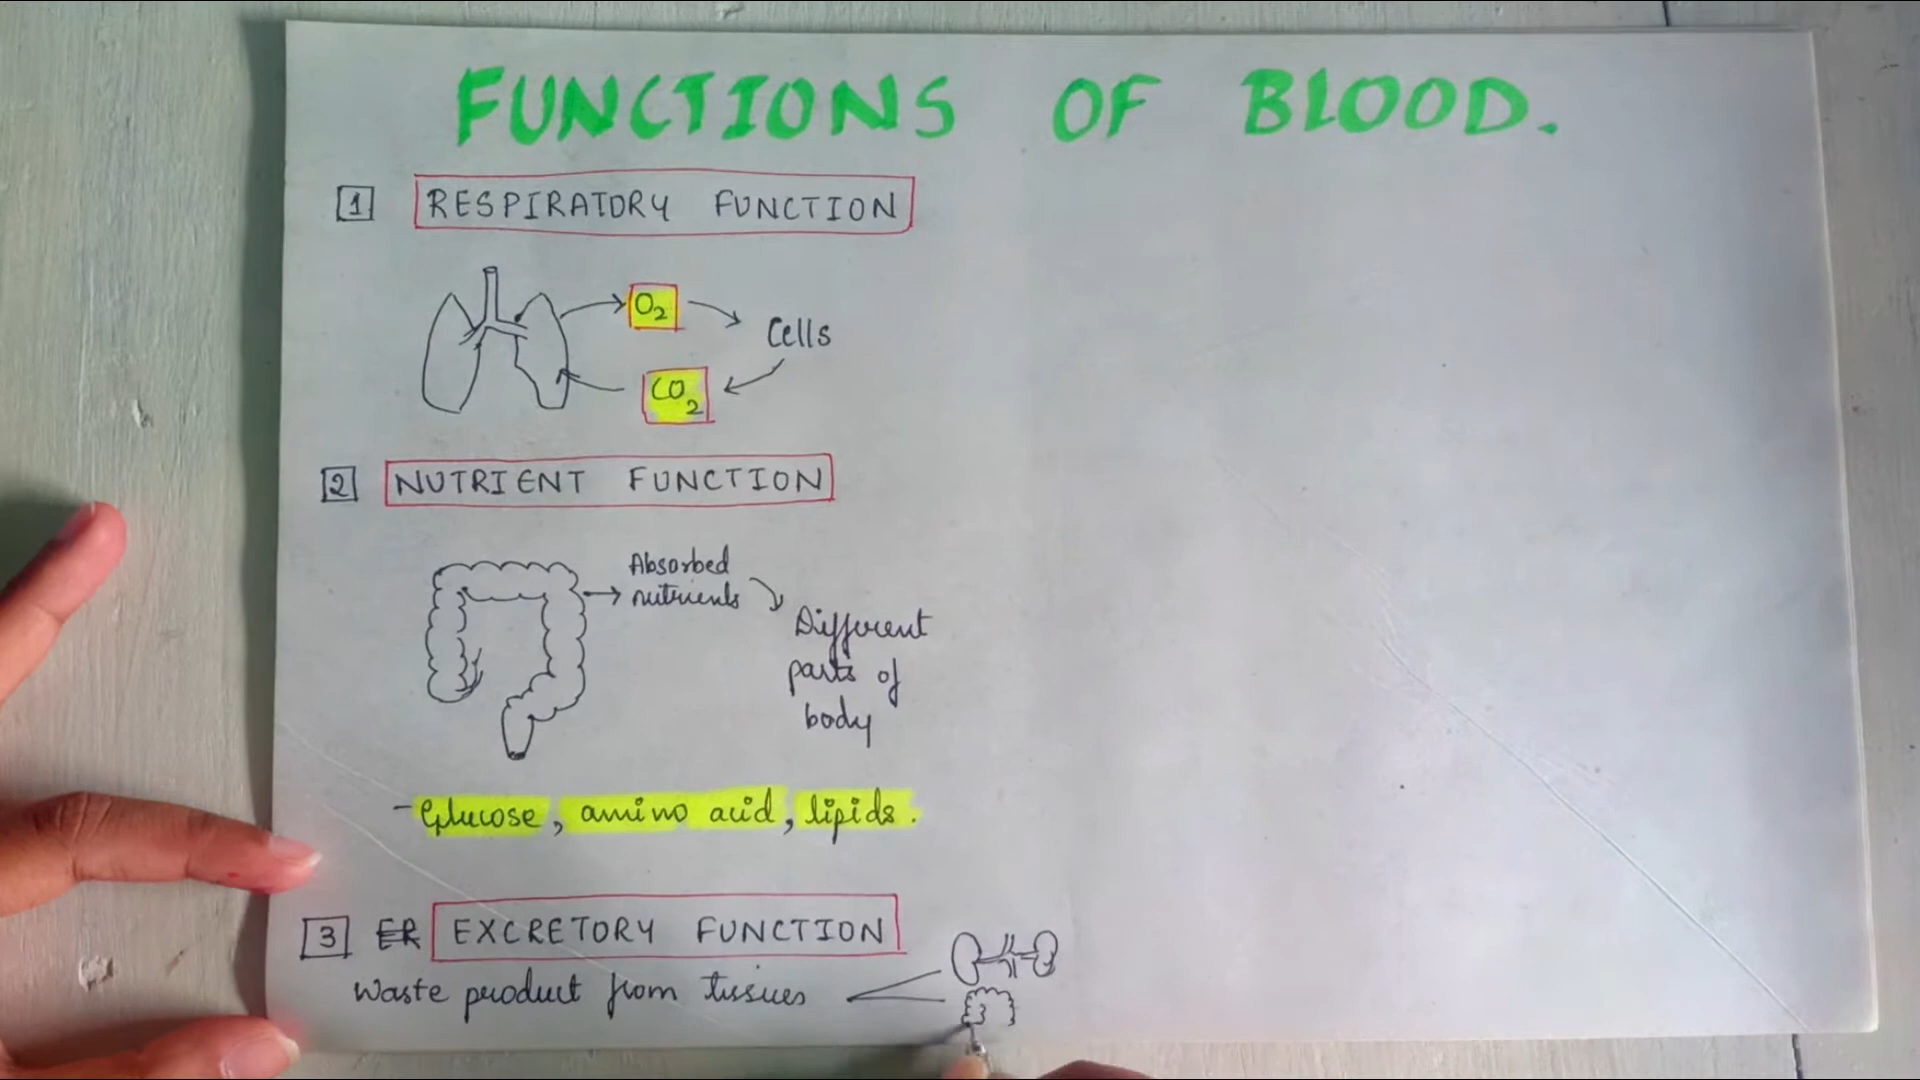 FUNCTIONS OF BLOOD.
1 RESPIRATORY FUNCTION
O2
Cells
CO2
2 NUTRIENT FUNCTION
Absorbed
nutrients
Different
parts of
body
- Glucose, amino acid, lipids.
3 ER EXCRETORY FUNCTION
Waste product from tissues